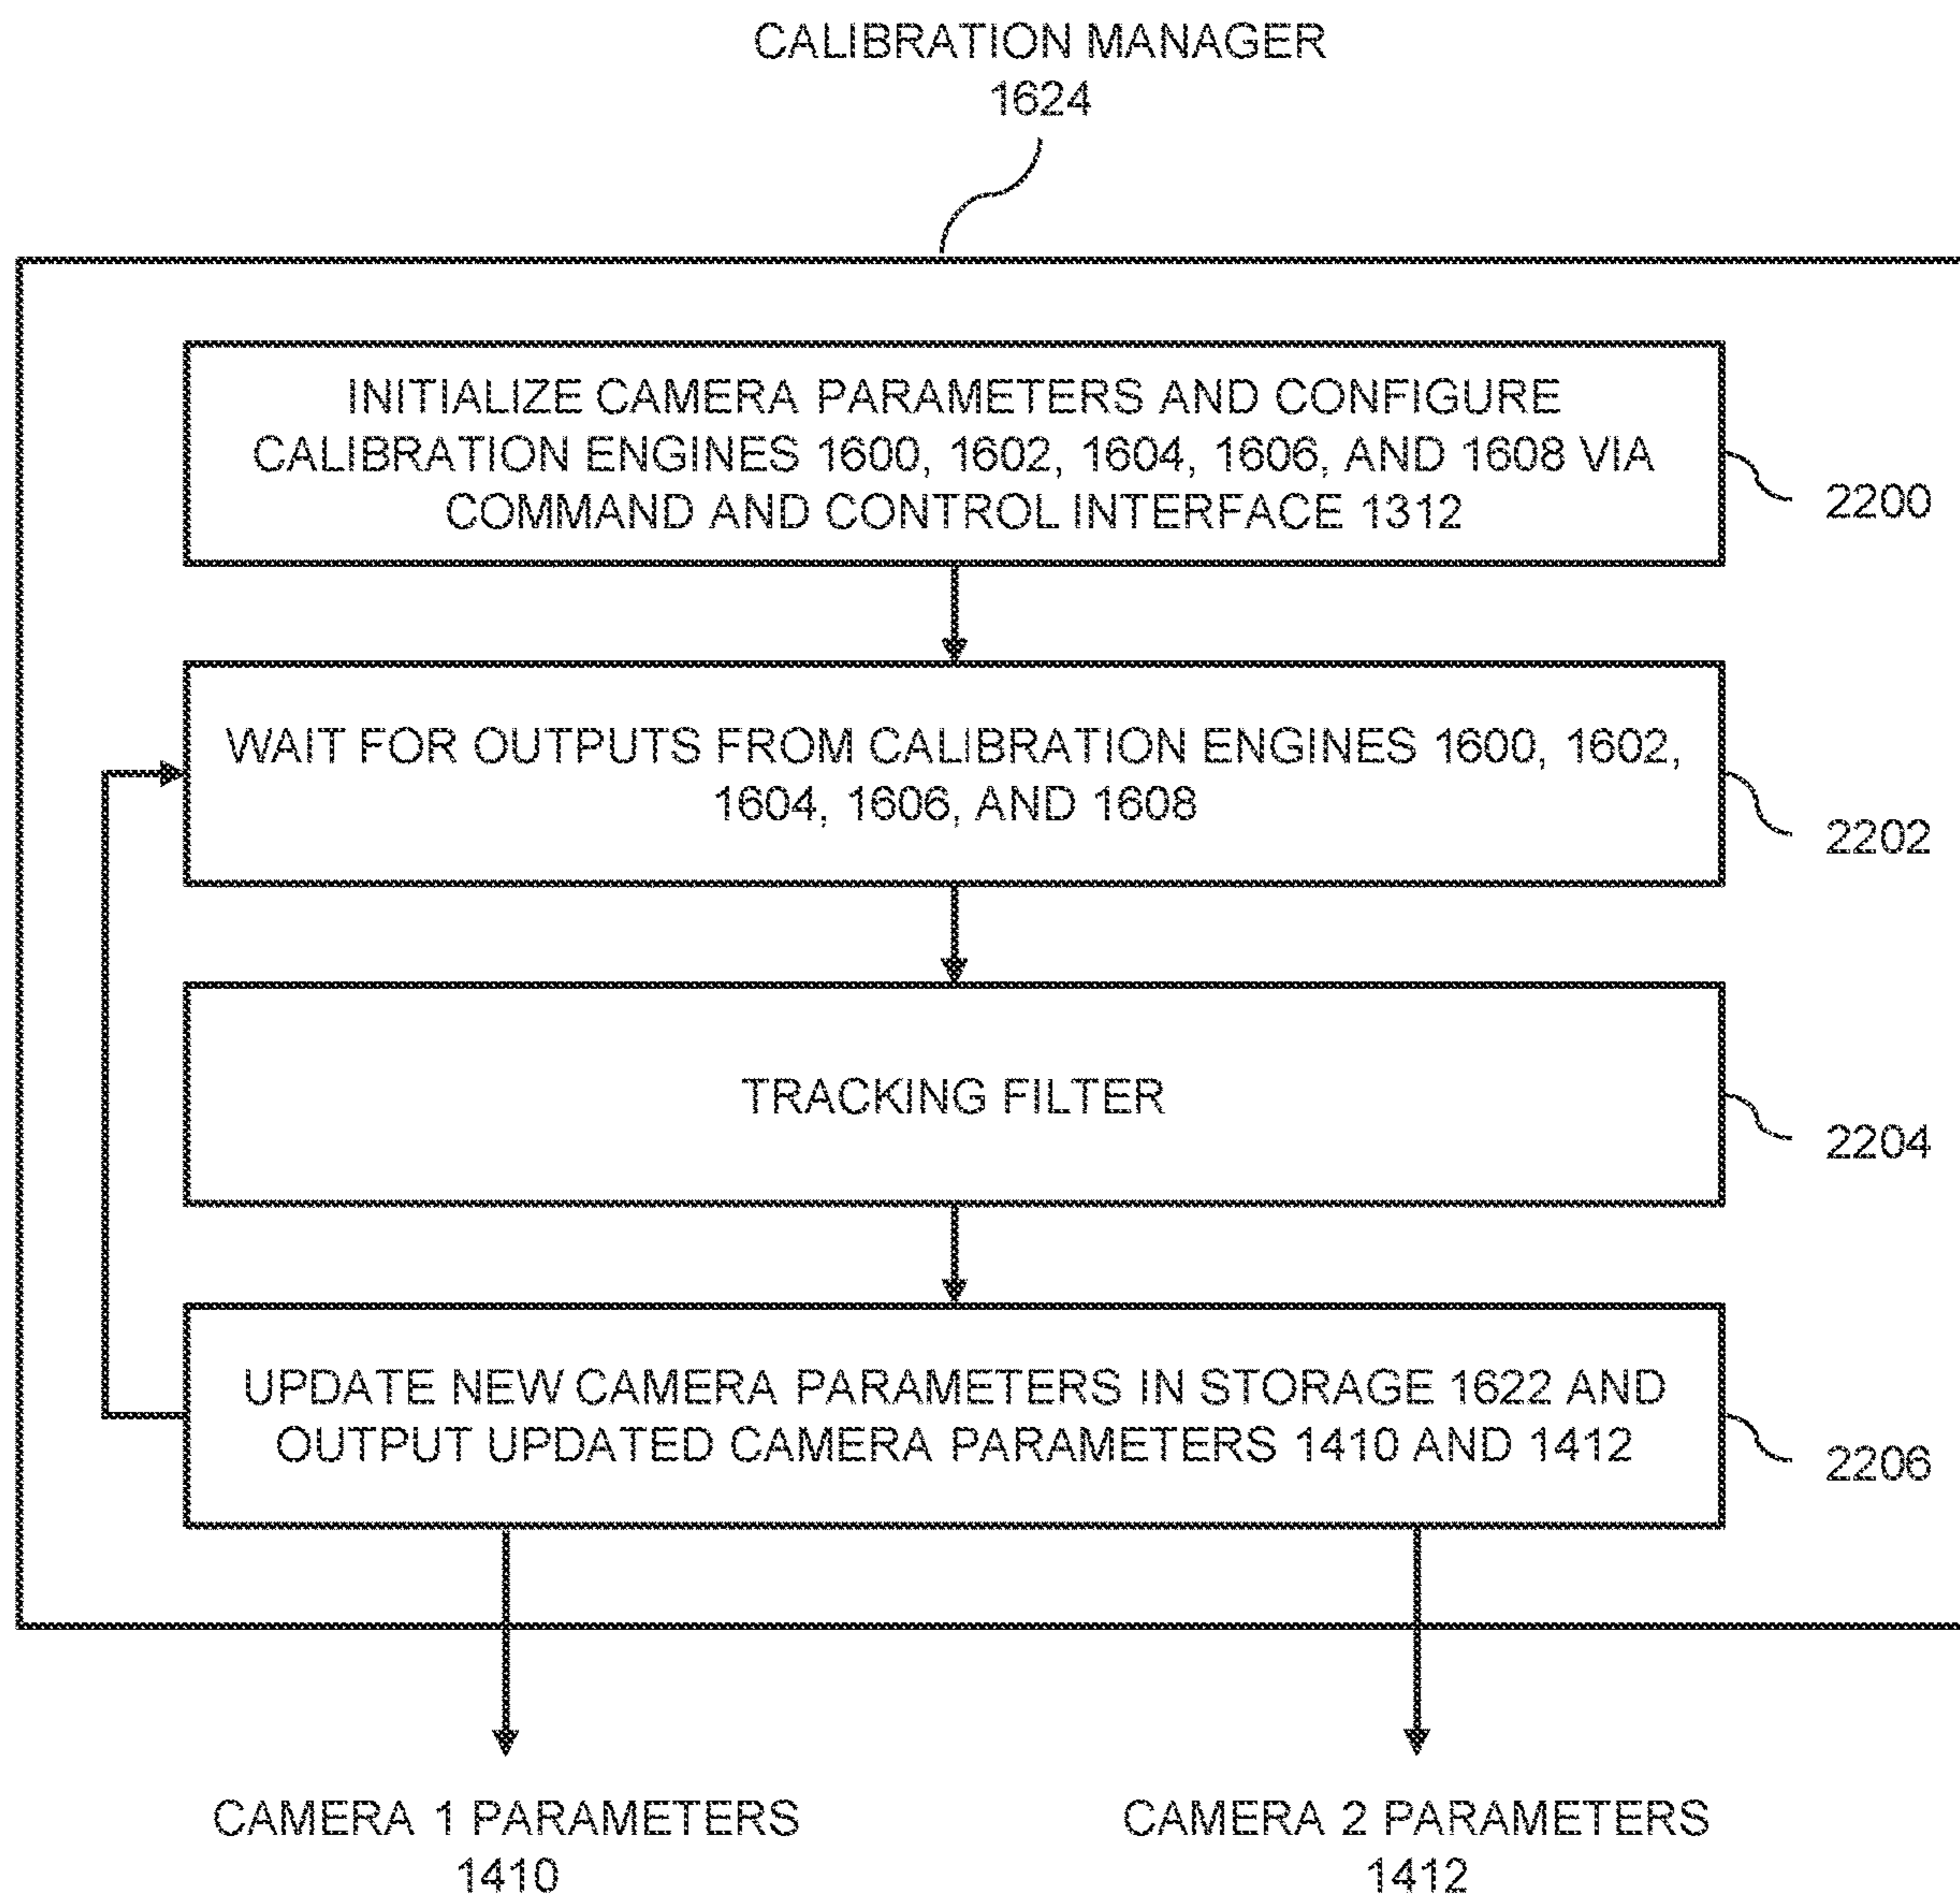 CALIBRATION MANAGER
1624
INITIALIZE CAMERA PARAMETERS AND CONFIGURE
CALIBRATION ENGINES 1600, 1602, 1604, 1606, AND 1608 VIA
COMMAND AND CONTROL INTERFACE 1312
2200
WAIT FOR OUTPUTS FROM CALIBRATION ENGINES 1600, 1602,
1604, 1606, AND 1608
2202
TRACKING FILTER
2204
UPDATE NEW CAMERA PARAMETERS IN STORAGE 1622 AND
OUTPUT UPDATED CAMERA PARAMETERS 1410 AND 1412
2206
CAMERA 1 PARAMETERS
1410
CAMERA 2 PARAMETERS
1412